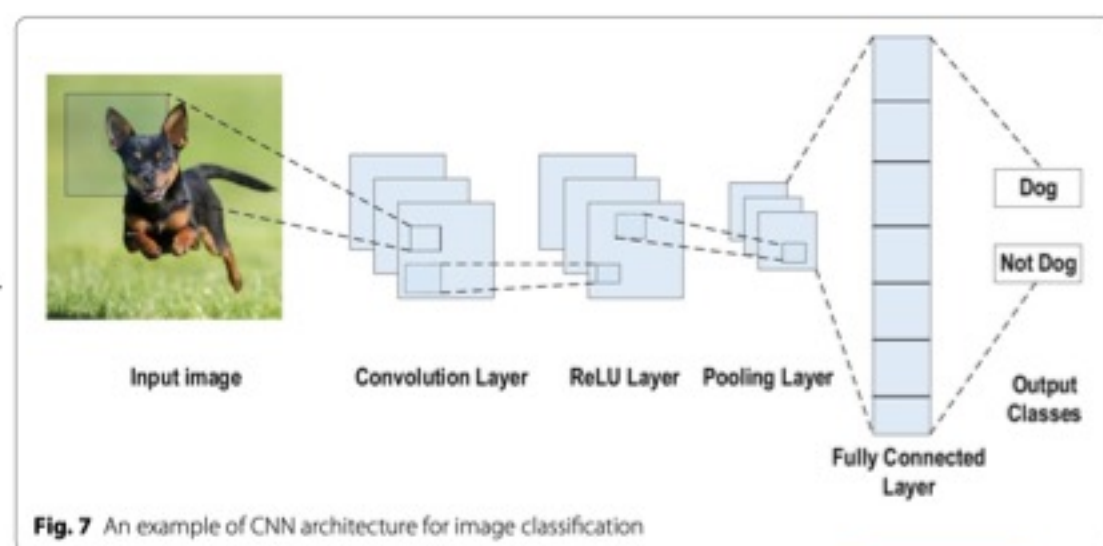 Dog
Not Dog
Input image
Convolution Layer
ReLU Layer
Pooling Layer
Output
Classes
Fully Connected
Layer
Fig. 7 An example of CNN architecture for image classification